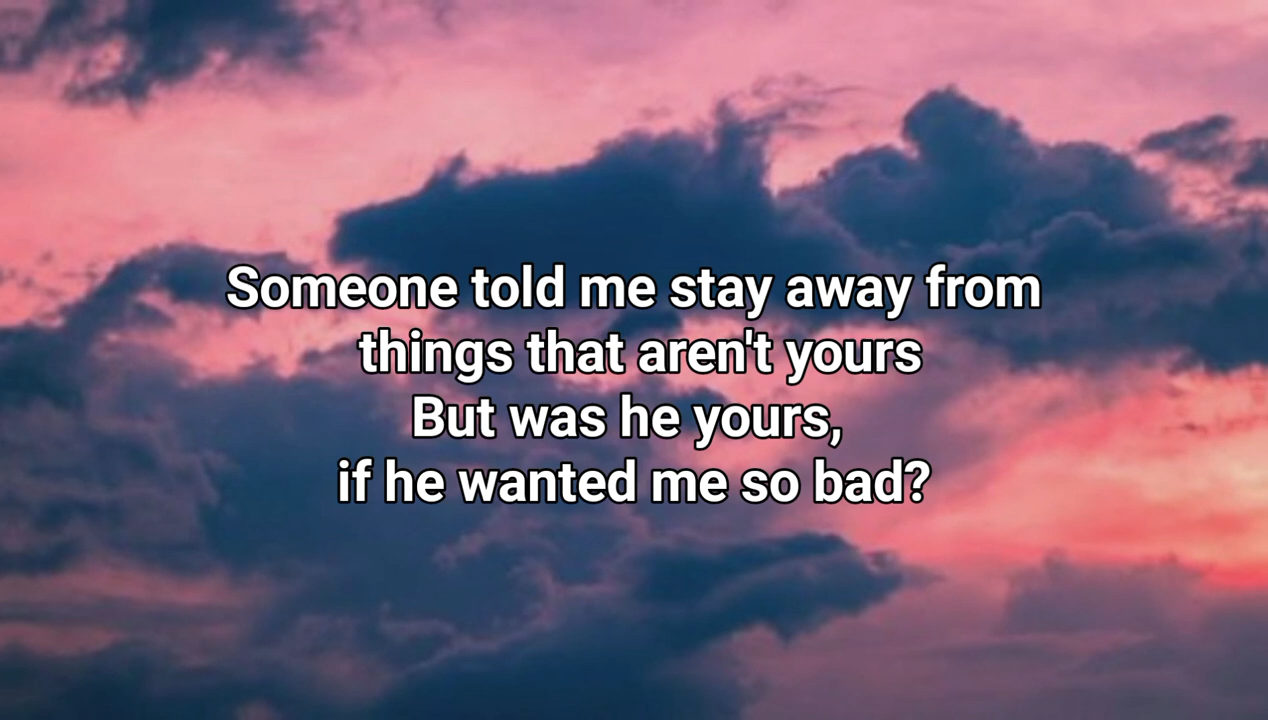 Someone told me stay away from
things that aren't yours
But was he yours,
if he wanted me so bad?